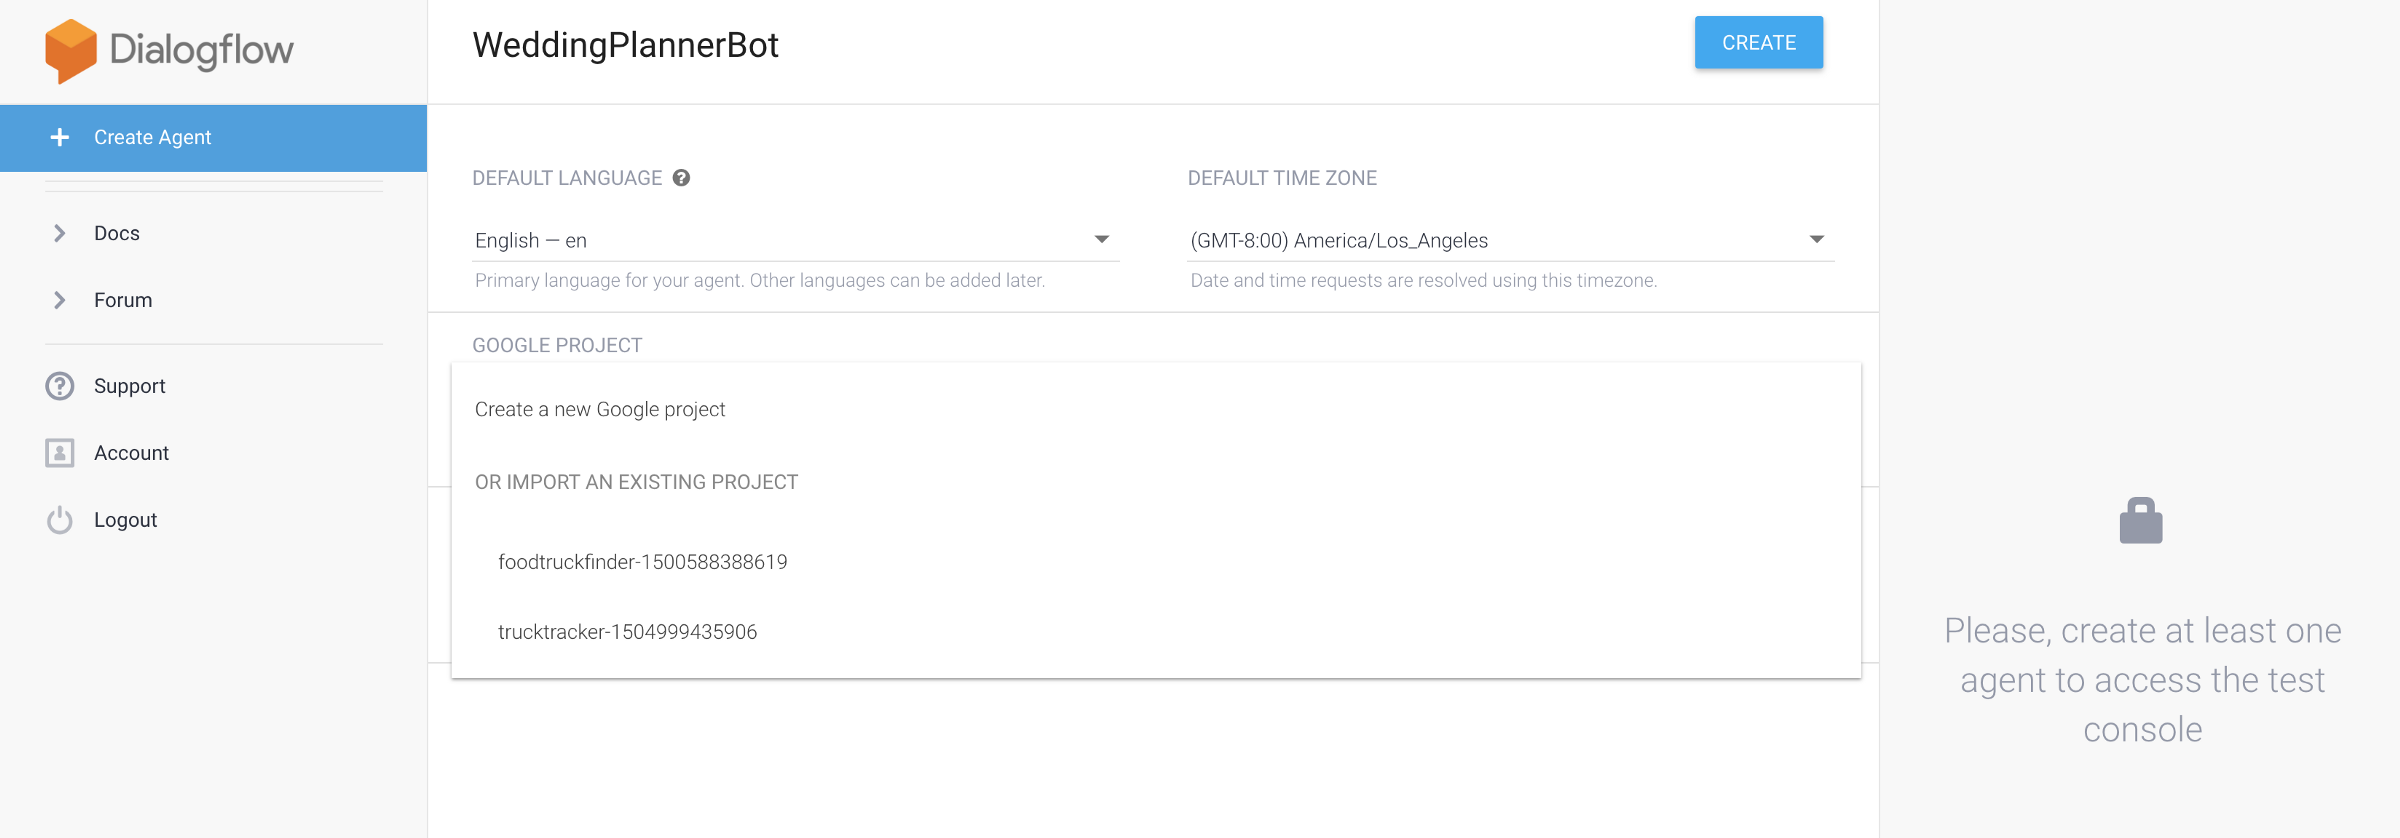 Dialogflow
Create Agent
Docs
Forum
Support
Account
Logout
WeddingPlannerBot
CREATE
DEFAULT LANGUAGE ?
English — en
Primary language for your agent. Other languages can be added later.
DEFAULT TIME ZONE
(GMT-8:00) America/Los_Angeles
Date and time requests are resolved using this timezone.
GOOGLE PROJECT
Create a new Google project
OR IMPORT AN EXISTING PROJECT
foodtruckfinder-1500588388619
trucktracker-1504999435906
Please, create at least one
agent to access the test
console